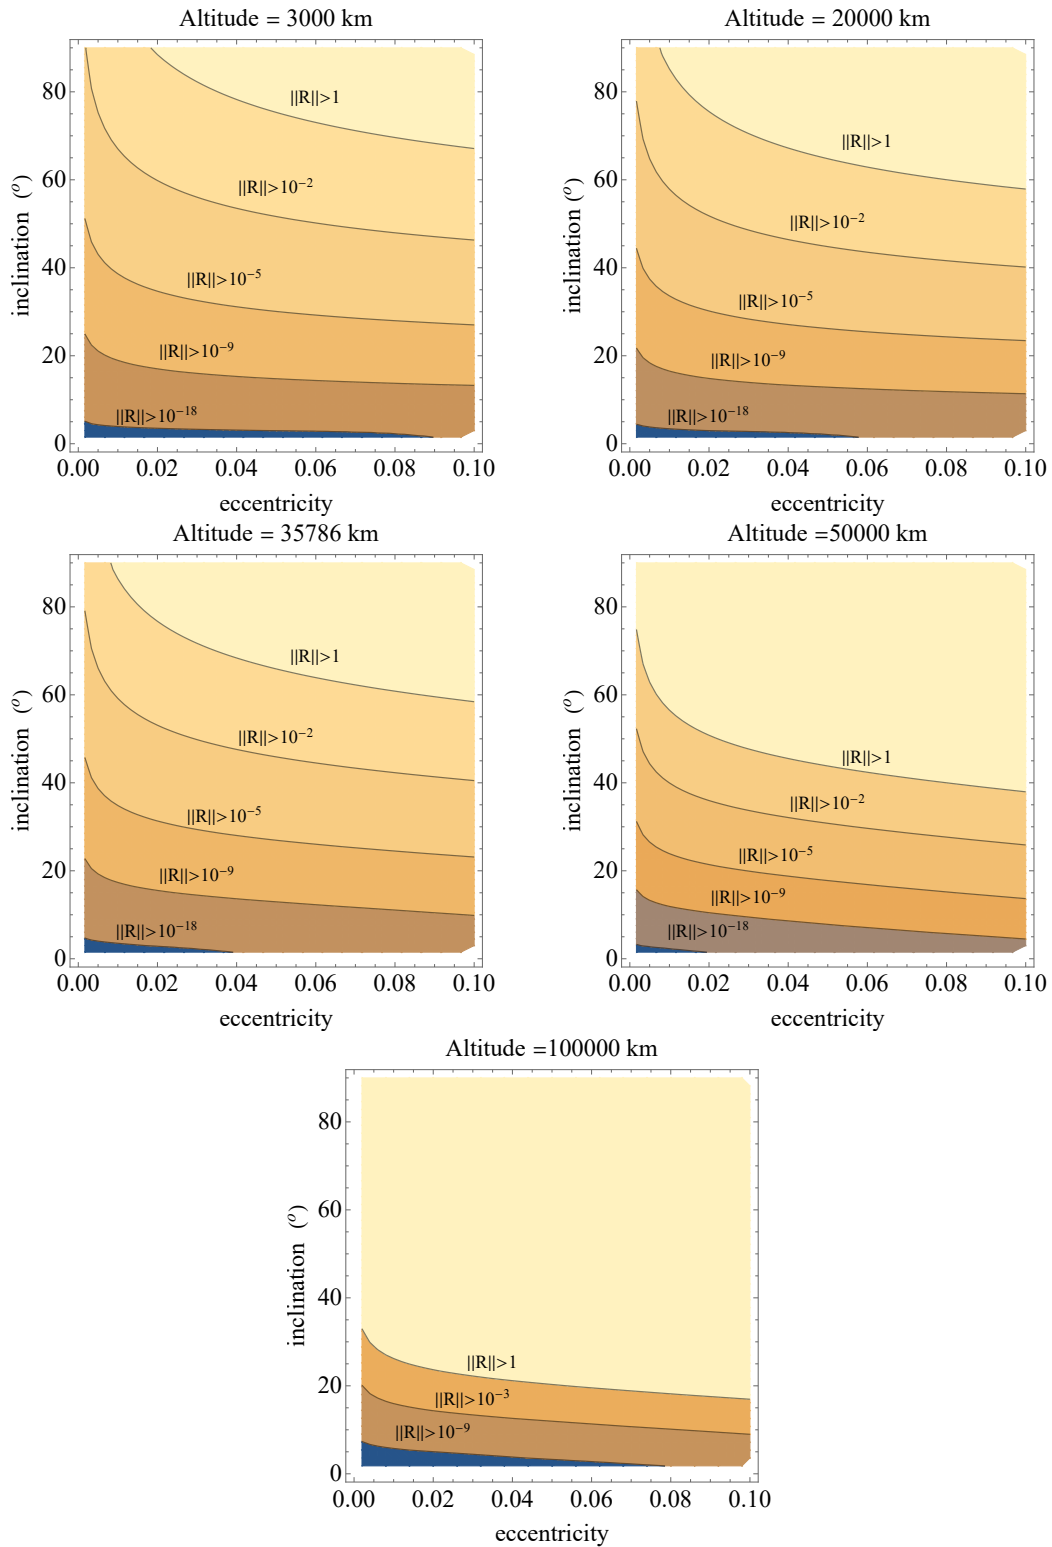 Altitude = 3000 km
||R||>1
||R||>10⁻²
||R||>10⁻⁵
||R||>10⁻⁹
||R||>10⁻¹⁸
inclination (°)
80
60
40
20
0
0.00 0.02 0.04 0.06 0.08 0.10
eccentricity
Altitude = 20000 km
||R||>1
||R||>10⁻²
||R||>10⁻⁵
||R||>10⁻⁹
||R||>10⁻¹⁸
inclination (°)
80
60
40
20
0
0.00 0.02 0.04 0.06 0.08 0.10
eccentricity
Altitude = 35786 km
||R||>1
||R||>10⁻²
||R||>10⁻⁵
||R||>10⁻⁹
||R||>10⁻¹⁸
inclination (°)
80
60
40
20
0
0.00 0.02 0.04 0.06 0.08 0.10
eccentricity
Altitude =50000 km
||R||>1
||R||>10⁻²
||R||>10⁻⁵
||R||>10⁻⁹
||R||>10⁻¹⁸
inclination (°)
80
60
40
20
0
0.00 0.02 0.04 0.06 0.08 0.10
eccentricity
Altitude =100000 km
||R||>1
||R||>10⁻³
||R||>10⁻⁹
inclination (°)
80
60
40
20
0
0.00 0.02 0.04 0.06 0.08 0.10
eccentricity